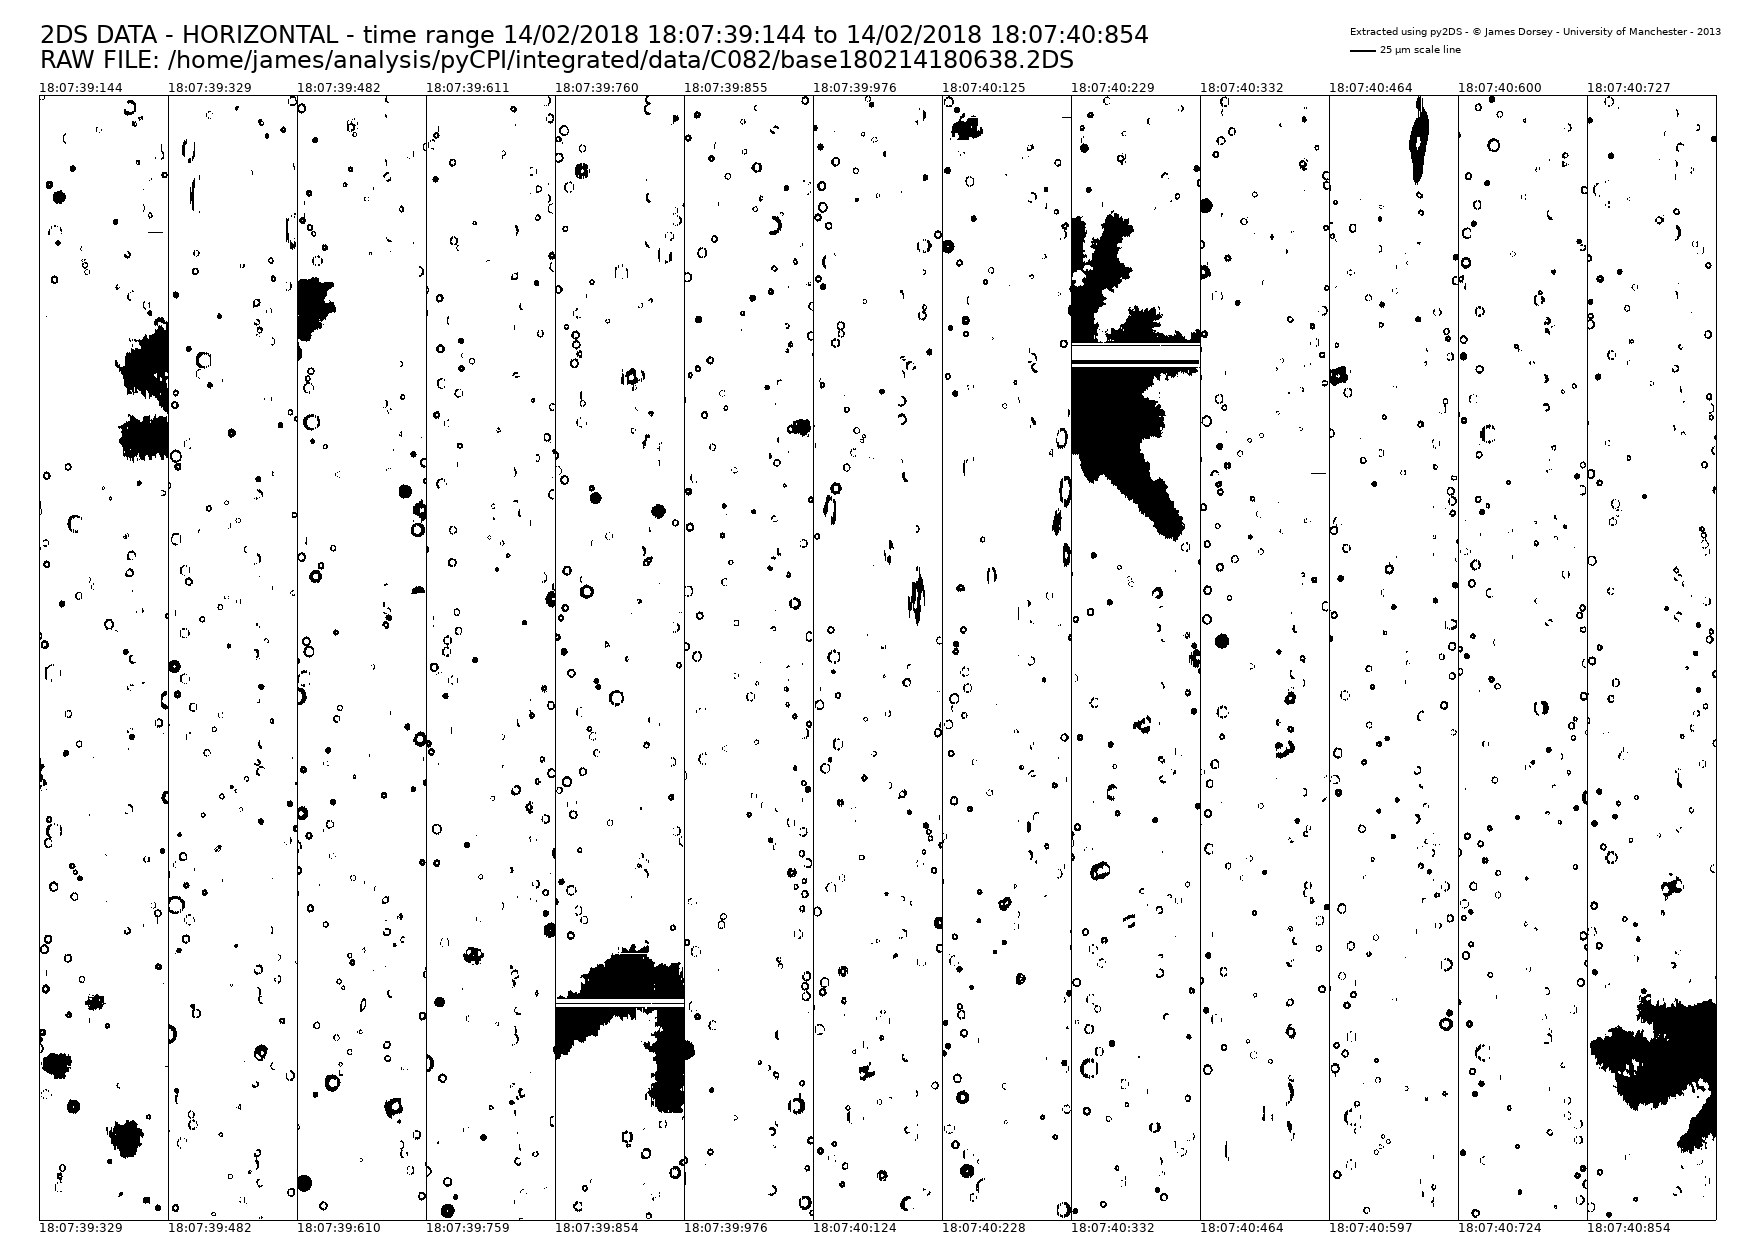 2DS DATA - HORIZONTAL - time range 14/02/2018 18:07:39:144 to 14/02/2018 18:07:40:854
RAW FILE: /home/james/analysis/pyCPI/integrated/data/C082/base180214180638.2DS
Extracted using py2DS - © James Dorsey - University of Manchester - 2013
25 µm scale line
18:07:39:144 18:07:39:329 18:07:39:482 18:07:39:611 18:07:39:760 18:07:39:855 18:07:39:976 18:07:40:125 18:07:40:229 18:07:40:332 18:07:40:464 18:07:40:600 18:07:40:727
18:07:39:329 18:07:39:482 18:07:39:610 18:07:39:759 18:07:39:854 18:07:39:976 18:07:40:124 18:07:40:228 18:07:40:332 18:07:40:464 18:07:40:597 18:07:40:724 18:07:40:854